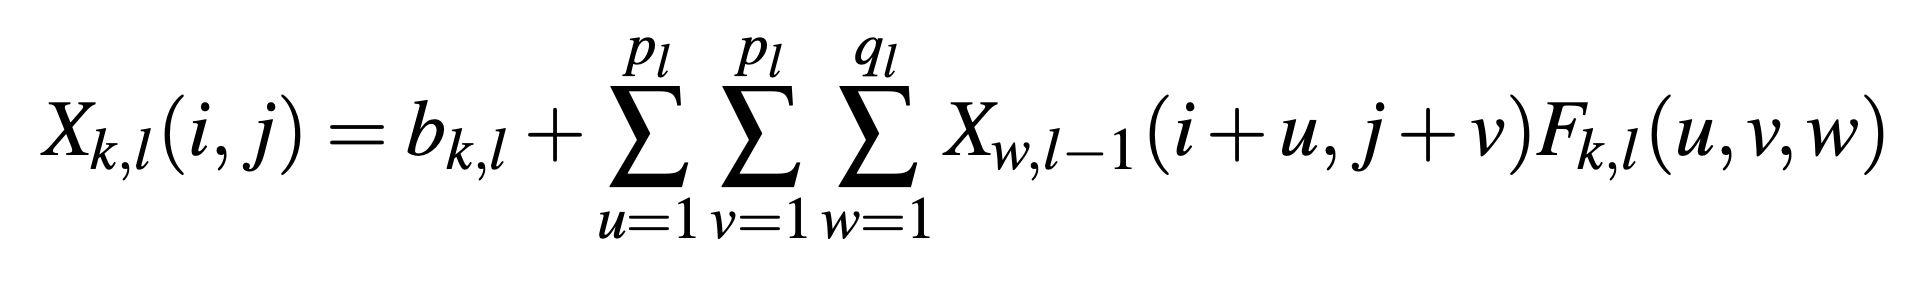 $X_{k,l}(i,j) = b_{k,l} + \sum_{u=1}^{p_l} \sum_{v=1}^{p_l} \sum_{w=1}^{q_l} X_{w,l-1}(i+u,j+v)F_{k,l}(u,v,w)$